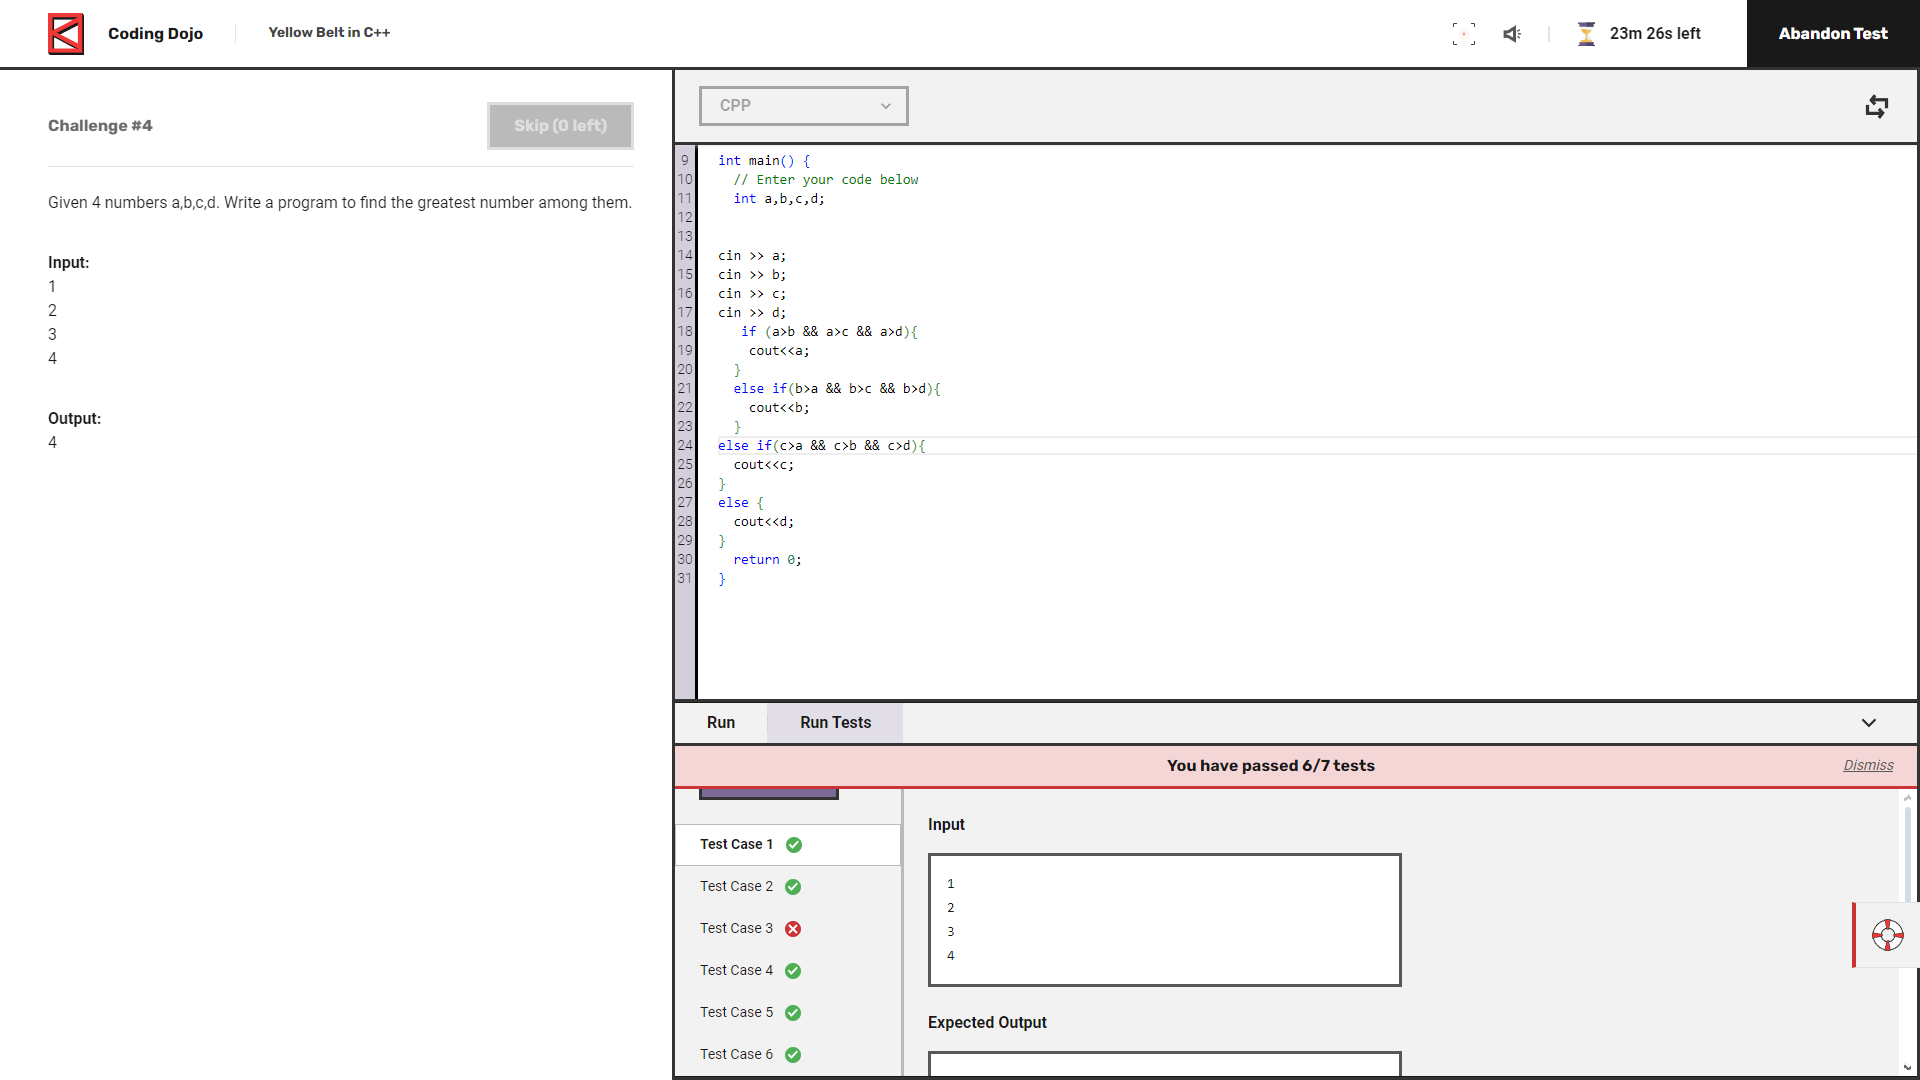 Coding Dojo
Yellow Belt in C++
23m 26s left
Abandon Test
Challenge #4
Skip (0 left)
Given 4 numbers a,b,c,d. Write a program to find the greatest number among them.
Input:
1
2
3
4
Output:
4
CPP
9 int main() {
10 // Enter your code below
11 int a,b,c,d;
12
13
14 cin >> a;
15 cin >> b;
16 cin >> c;
17 cin >> d;
18 if (a>b && a>c && a>d){
19 cout<<a;
20 }
21 else if(b>a && b>c && b>d){
22 cout<<b;
23 }
24 else if(c>a && c>b && c>d){
25 cout<<c;
26 }
27 else {
28 cout<<d;
29 }
30 return 0;
31 }
Run
Run Tests
You have passed 6/7 tests
Dismiss
Test Case 1
Test Case 2
Test Case 3
Test Case 4
Test Case 5
Test Case 6
Input
1
2
3
4
Expected Output